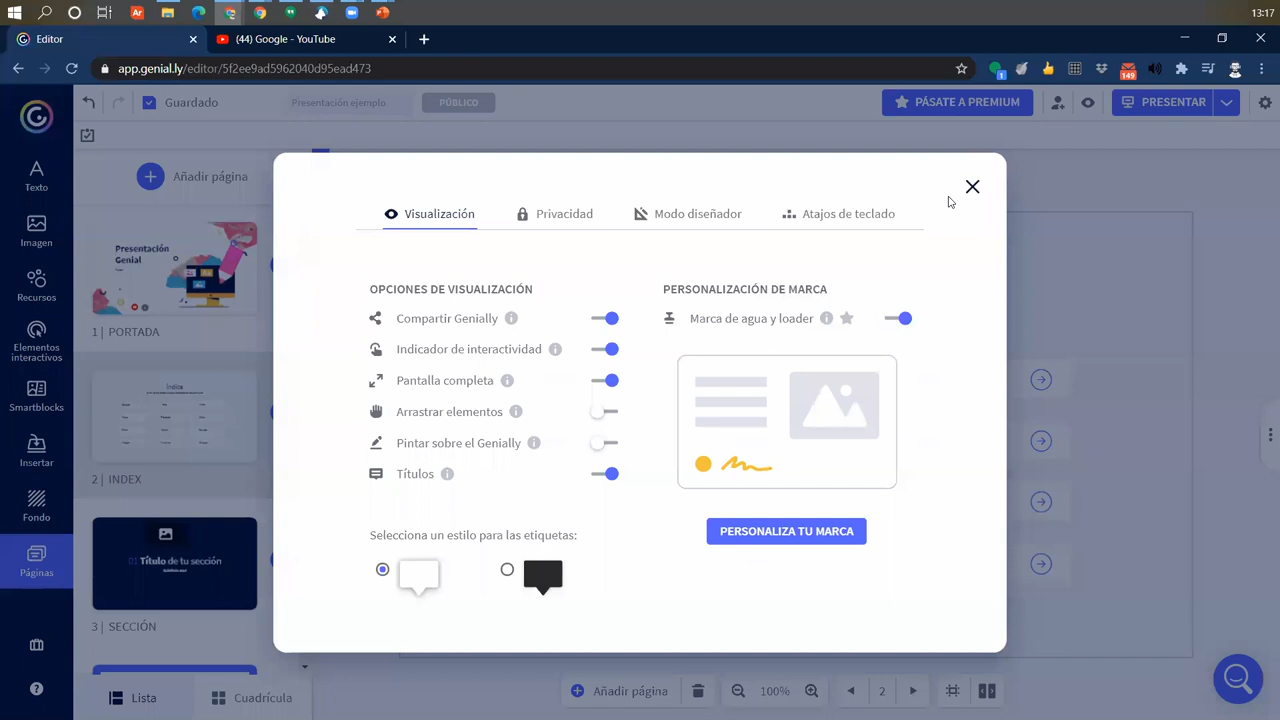 13:17
Editor
(44) Google - YouTube
app.genial.ly/editor/5f2ee9ad5962040d95ead473
149
1
Guardado
Presentación ejemplo
PÚBLICO
PÁSATE A PREMIUM
PRESENTAR
Texto
Imagen
Recursos
Elementos
interactivos
Smartblocks
Insertar
Fondo
Páginas
Añadir página
Presentación
Genial
1 | PORTADA
Índice
2 | INDEX
01 Título de tu sección
3 | SECCIÓN
Lista
Cuadrícula
Visualización
Privacidad
Modo diseñador
Atajos de teclado
OPCIONES DE VISUALIZACIÓN
Compartir Genially
Indicador de interactividad
Pantalla completa
Arrastrar elementos
Pintar sobre el Genially
Títulos
Selecciona un estilo para las etiquetas:
PERSONALIZACIÓN DE MARCA
Marca de agua y loader
PERSONALIZA TU MARCA
Añadir página
100%
2